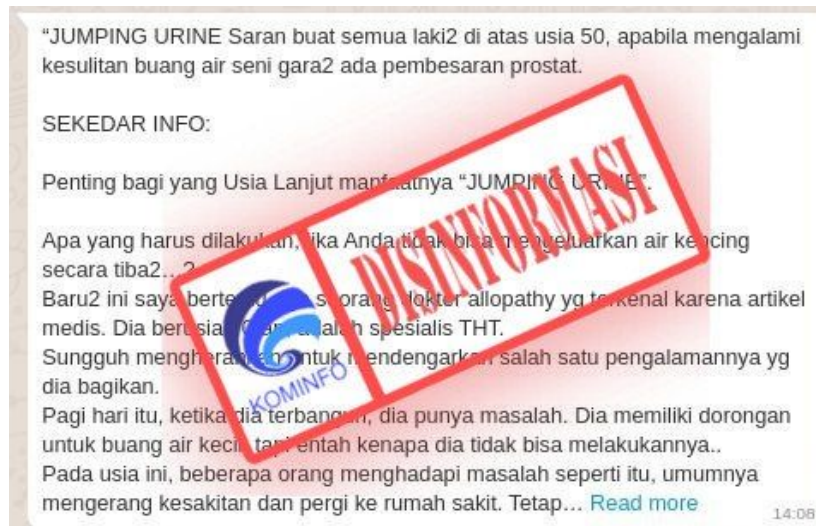 “JUMPING URINE Saran buat semua laki2 di atas usia 50, apabila mengalami
kesulitan buang air seni gara2 ada pembesaran prostat.
SEKEDAR INFO:
Penting bagi yang Usia Lanjut manfaatnya “JUMPING URINE”.
Apa yang harus dilakukan, jika Anda tidak bisa mengeluarkan air kencing
secara tiba2...?
Baru2 ini saya seorang dokter allopathy yg terkenal karena artikel
medis. Dia adalah spesialis THT.
Sungguh mengherankan untuk mendengarkan salah satu pengalamannya yg
dia bagikan.
Pagi hari itu, ketika dia terbangun, dia punya masalah. Dia memiliki dorongan
untuk buang air kecil, tapi entah kenapa dia tidak bisa melakukannya..
Pada usia ini, beberapa orang menghadapi masalah seperti itu, umumnya
mengerang kesakitan dan pergi ke rumah sakit. Tetap... Read more
14:08
KOMINFO
DISINFORMASI